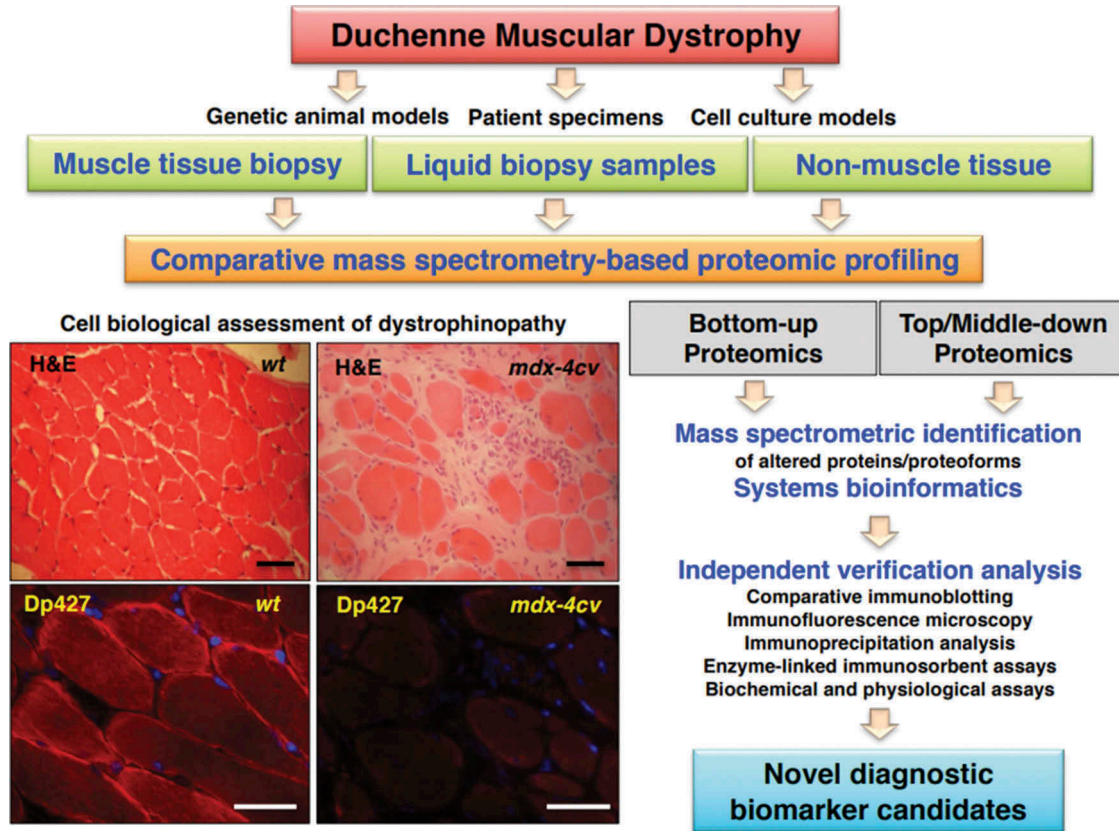 Duchenne Muscular Dystrophy
Genetic animal models Patient specimens Cell culture models
Muscle tissue biopsy Liquid biopsy samples Non-muscle tissue
Comparative mass spectrometry-based proteomic profiling
Cell biological assessment of dystrophinopathy
H&E wt H&E mdx-4cv
Dp427 wt Dp427 mdx-4cv
Bottom-up
Proteomics
Top/Middle-down
Proteomics
Mass spectrometric identification
of altered proteins/proteoforms
Systems bioinformatics
Independent verification analysis
Comparative immunoblotting
Immunofluorescence microscopy
Immunoprecipitation analysis
Enzyme-linked immunosorbent assays
Biochemical and physiological assays
Novel diagnostic
biomarker candidates